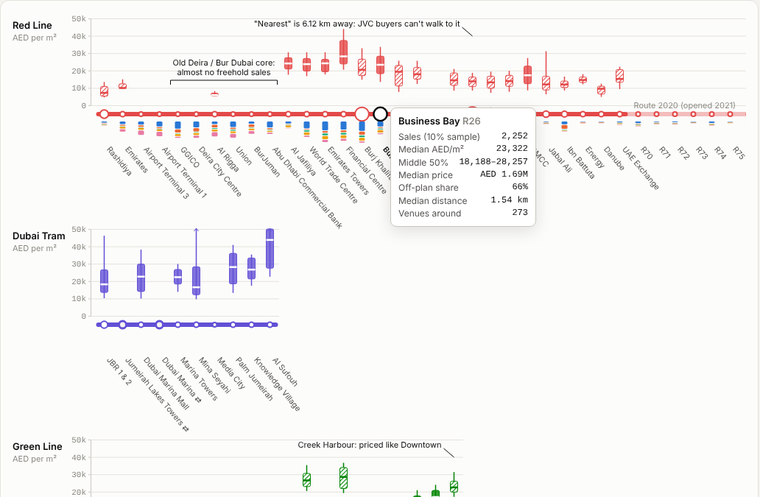 Red Line
AED per m²
50k
40k
30k
20k
10k
0
"Nearest" is 6.12 km away: JVC buyers can't walk to it
Old Deira / Bur Dubai core:
almost no freehold sales
Route 2020 (opened 2021)
Rashidiya
Emirates
Airport Terminal 3
Airport Terminal 1
GGICO
Deira City Centre
Al Rigga
Union
BurJuman
Abu Dhabi Commercial Bank
Al Jafiliya
World Trade Centre
Emirates Towers
Financial Centre
Burj Khalifa
Jabal Ali
Ibn Battuta
Energy
Danube
UAE Exchange
R70
R71
R72
R73
R74
R75
Business Bay R26
Sales (10% sample) 2,252
Median AED/m² 23,322
Middle 50% 18,188–28,257
Median price AED 1.69M
Off-plan share 66%
Median distance 1.54 km
Venues around 273
Dubai Tram
AED per m²
50k
40k
30k
20k
10k
0
JBR 1 & 2
Jumeirah Lakes Towers ⇄
Dubai Marina Mall
Dubai Marina ⇄
Marina Towers
Mina Seyahi
Media City
Palm Jumeirah
Knowledge Village
Al Sufouh
Green Line
AED per m²
50k
40k
30k
20k
Creek Harbour: priced like Downtown